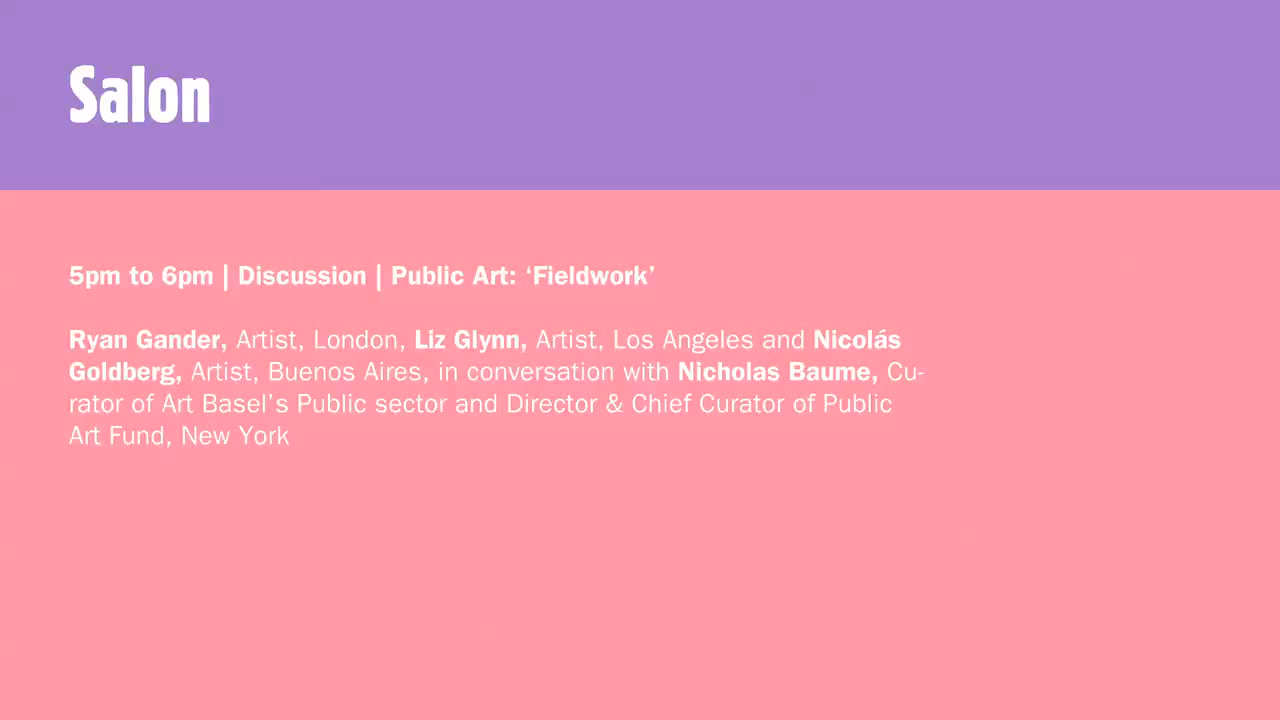 Salon
5pm to 6pm | Discussion | Public Art: ‘Fieldwork’
Ryan Gander, Artist, London, Liz Glynn, Artist, Los Angeles and Nicolás
Goldberg, Artist, Buenos Aires, in conversation with Nicholas Baume, Cu-
rator of Art Basel’s Public sector and Director & Chief Curator of Public
Art Fund, New York